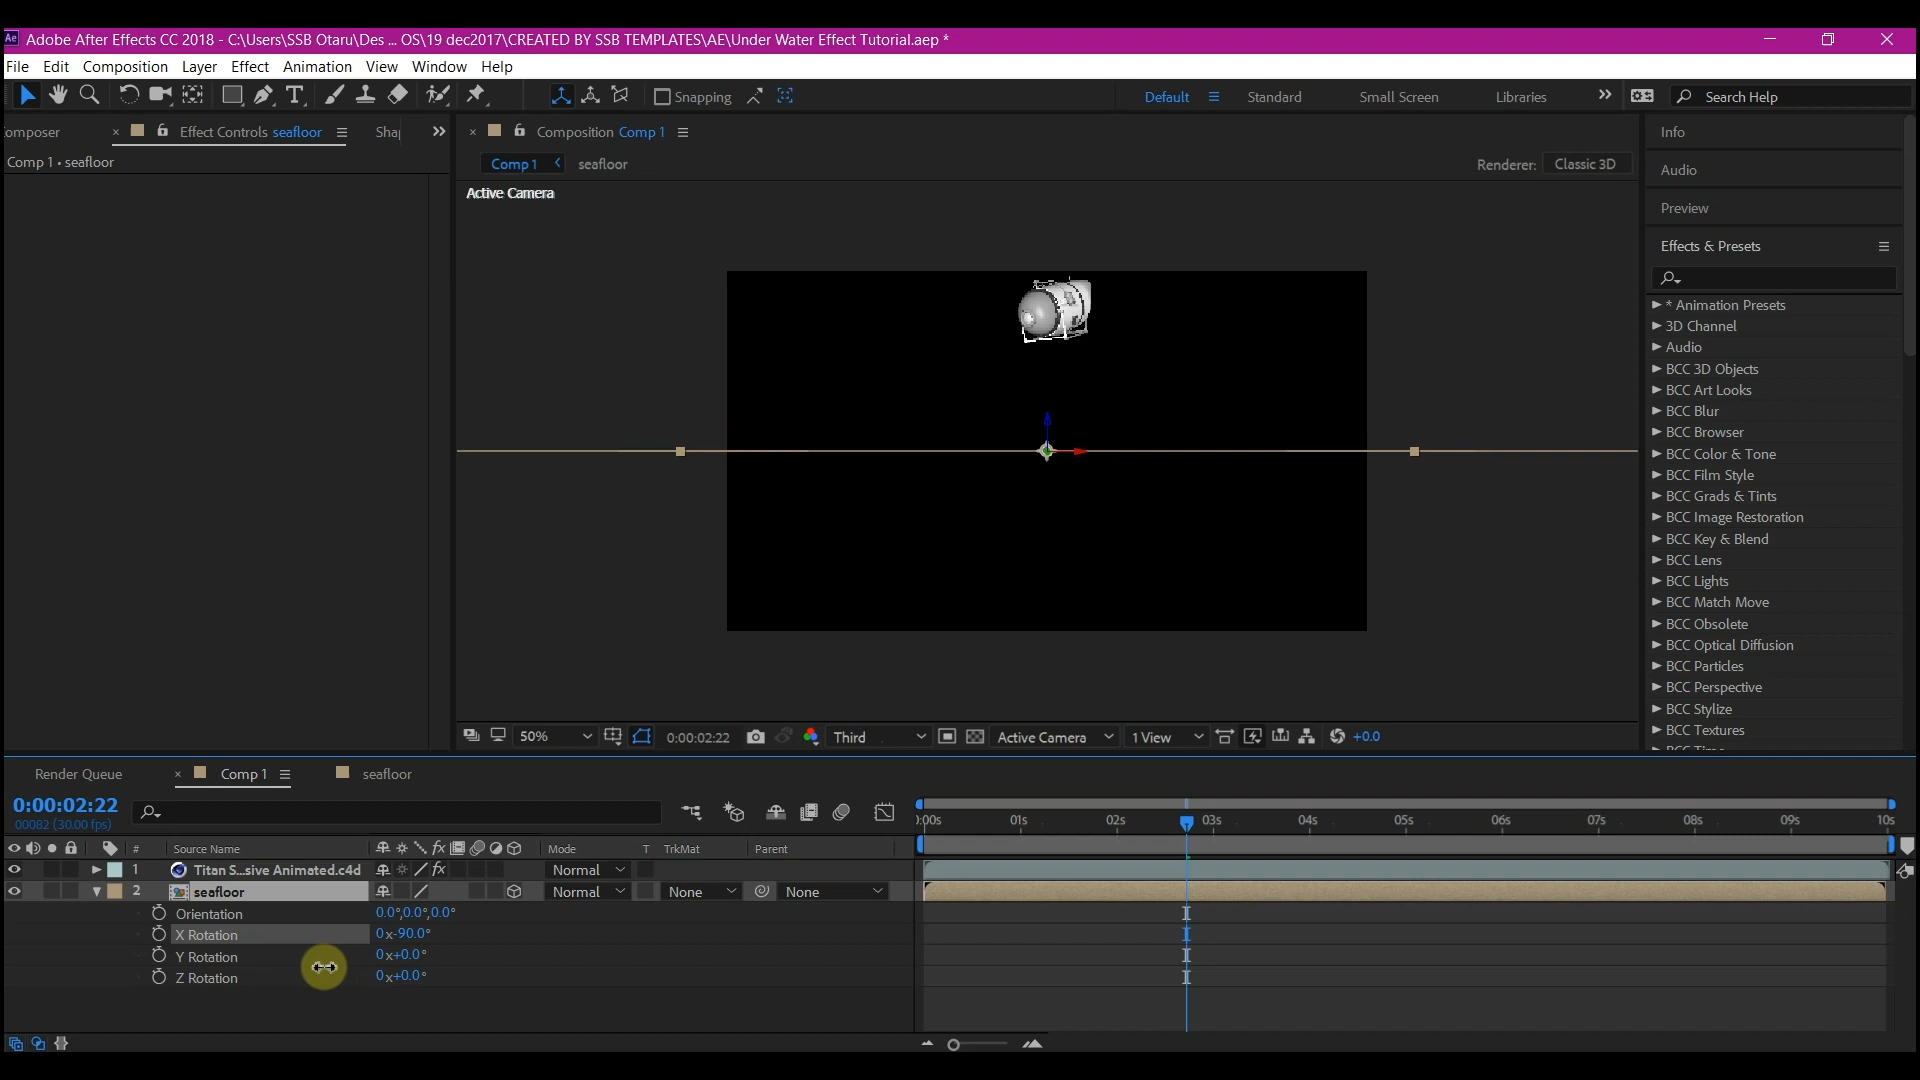 Adobe After Effects CC 2018 - C:\Users\SSB Otaru\Des ... OS\19 dec2017\CREATED BY SSB TEMPLATES\AE\Under Water Effect Tutorial.aep *
File Edit Composition Layer Effect Animation View Window Help
Snapping
Default Standard Small Screen Libraries Search Help
omposer Effect Controls seafloor Composition Comp 1
Comp 1 • seafloor
Comp 1 seafloor Renderer: Classic 3D
Active Camera
Info
Audio
Preview
Effects & Presets
* Animation Presets
3D Channel
Audio
BCC 3D Objects
BCC Art Looks
BCC Blur
BCC Browser
BCC Color & Tone
BCC Film Style
BCC Grads & Tints
BCC Image Restoration
BCC Key & Blend
BCC Lens
BCC Lights
BCC Match Move
BCC Obsolete
BCC Optical Diffusion
BCC Particles
BCC Perspective
BCC Stylize
BCC Textures
50% 0:00:02:22 Third Active Camera 1 View +0.0
Render Queue Comp 1 seafloor
0:00:02:22
00082 (30.00 fps)
:00s 01s 02s 03s 04s 05s 06s 07s 08s 09s 10s
# Source Name Mode T TrkMat Parent
1 Titan S...sive Animated.c4d Normal
2 seafloor Normal None None
Orientation 0.0°,0.0°,0.0°
X Rotation 0x-90.0°
Y Rotation 0x+0.0°
Z Rotation 0x+0.0°